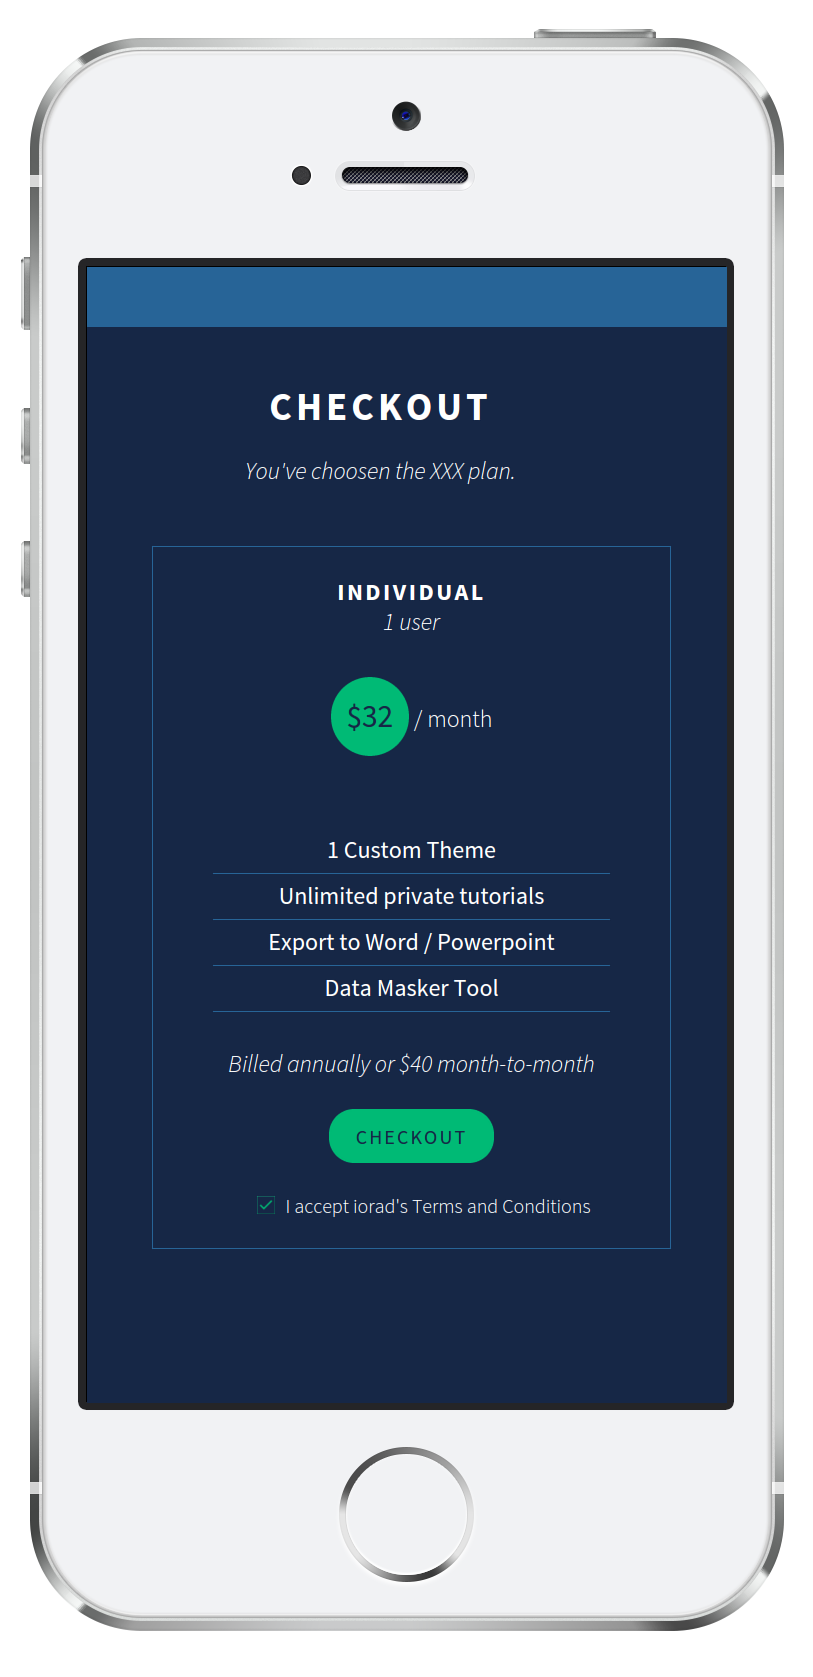 CHECKOUT
You've choosen the XXX plan.
INDIVIDUAL
1 user
$32 / month
1 Custom Theme
Unlimited private tutorials
Export to Word / Powerpoint
Data Masker Tool
Billed annually or $40 month-to-month
CHECKOUT
I accept iorad's Terms and Conditions